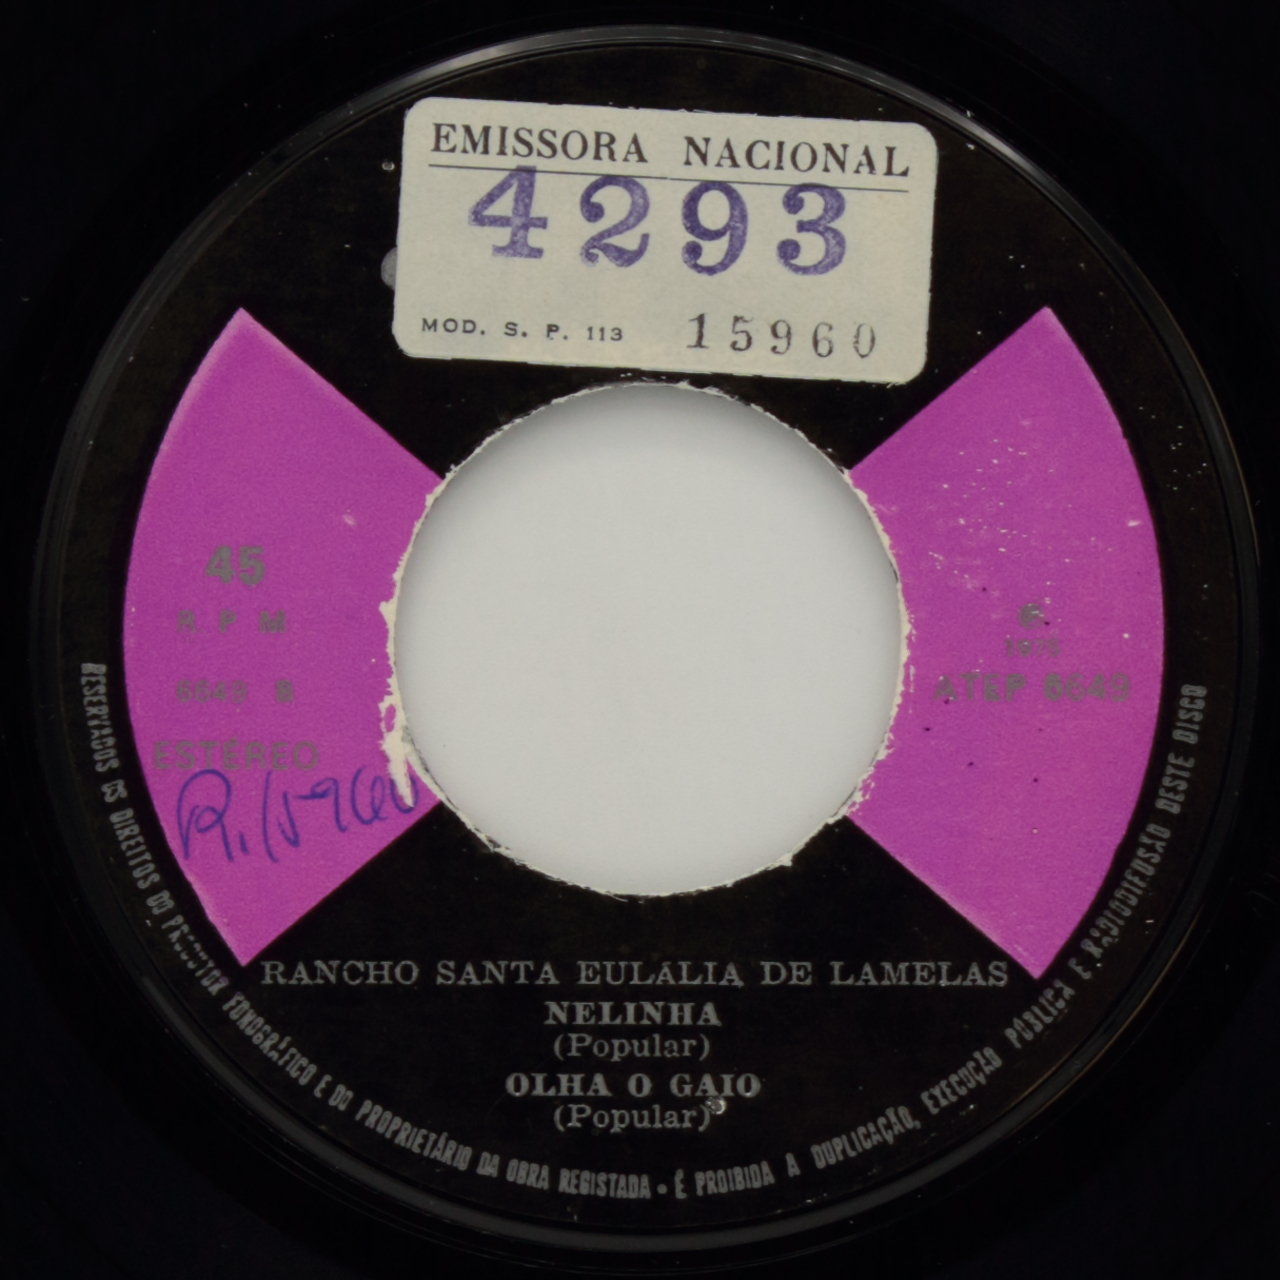 EMISSORA NACIONAL
4293
MOD. S. P. 113 15960
45
R P M
6649 B
ESTÉREO
R. 15960
℗
ATEP 6649
RANCHO SANTA EULÁLIA DE LAMELAS
NELINHA
(Popular)
OLHA O GAIO
(Popular)
RESERVADOS OS DIREITOS DO PRODUTOR FONOGRÁFICO E DO PROPRIETÁRIO DA OBRA REGISTADA • É PROIBIDA A DUPLICAÇÃO, EXECUÇÃO PÚBLICA E RADIODIFUSÃO DESTE DISCO